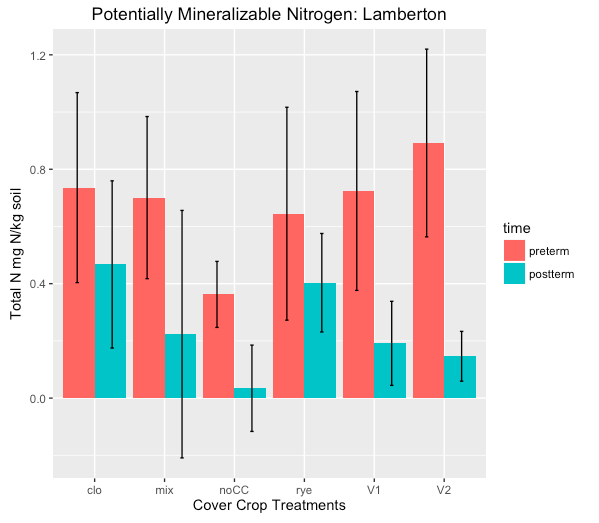 Potentially Mineralizable Nitrogen: Lamberton
Total N mg N/kg soil
1.2
0.8
0.4
0.0
clo
mix
noCC
rye
V1
V2
Cover Crop Treatments
time
preterm
postterm